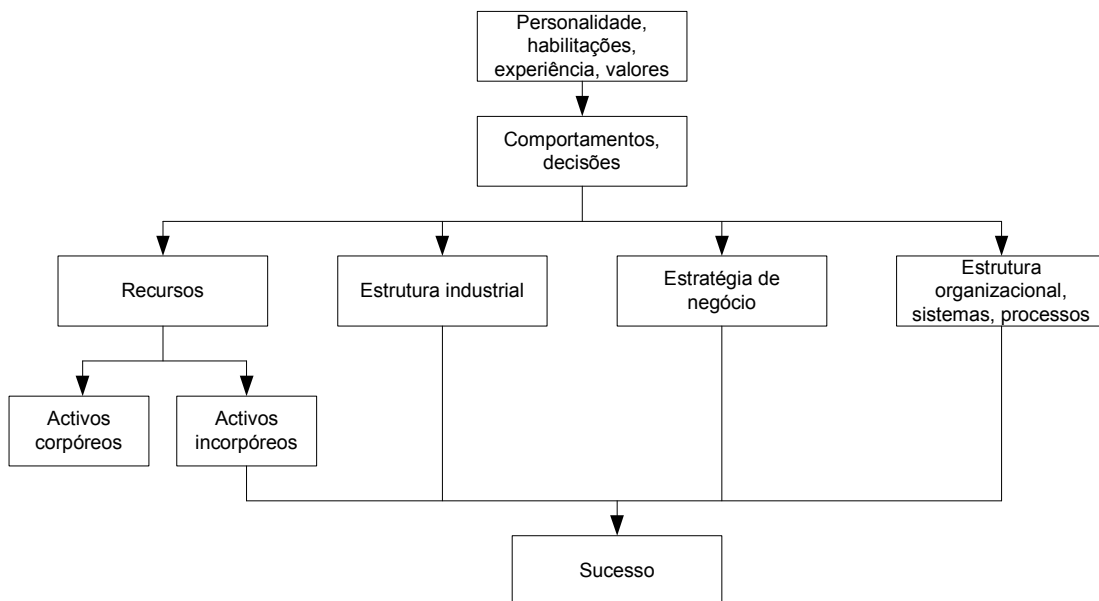 Personalidade,
habilitações,
experiência, valores
Comportamentos,
decisões
Recursos
Estrutura industrial
Estratégia de
negócio
Estrutura
organizacional,
sistemas, processos
Activos
corpóreos
Activos
incorpóreos
Sucesso